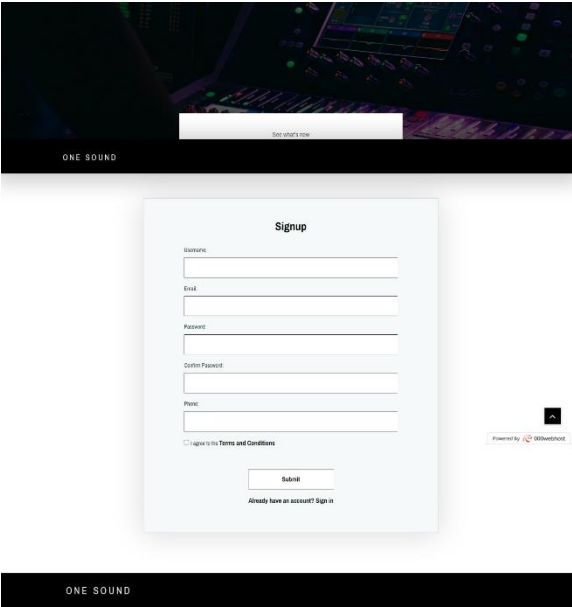 See what's new
ONE SOUND
Signup
Username:
Email:
Password:
Confirm Password:
Phone:
I agree to the Terms and Conditions
Submit
Already have an account? Sign in
Powered by 000webhost
ONE SOUND